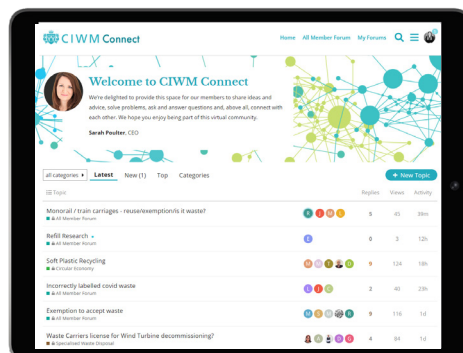 CIWM Connect
Home All Member Forum My Forums
Welcome to CIWM Connect
We're delighted to provide this space for our members to share ideas and
advice, solve problems, ask and answer questions and, above all, connect with
each other. We hope you enjoy being part of this virtual community.
Sarah Poulter, CEO
all categories Latest New (1) Top Categories
+ New Topic
Topic Replies Views Activity
Monorail / train carriages - reuse/exemption/is it waste?
All Member Forum
5 45 36m
Refill Research
All Member Forum
E 0 3 12h
Soft Plastic Recycling
Circular Economy
9 124 18h
Incorrectly labelled covid waste
All Member Forum
L J C 2 40 23h
Exemption to accept waste
All Member Forum
9 116 1d
Waste Carriers license for Wind Turbine decommissioning?
Specialised Waste Disposal
4 84 1d